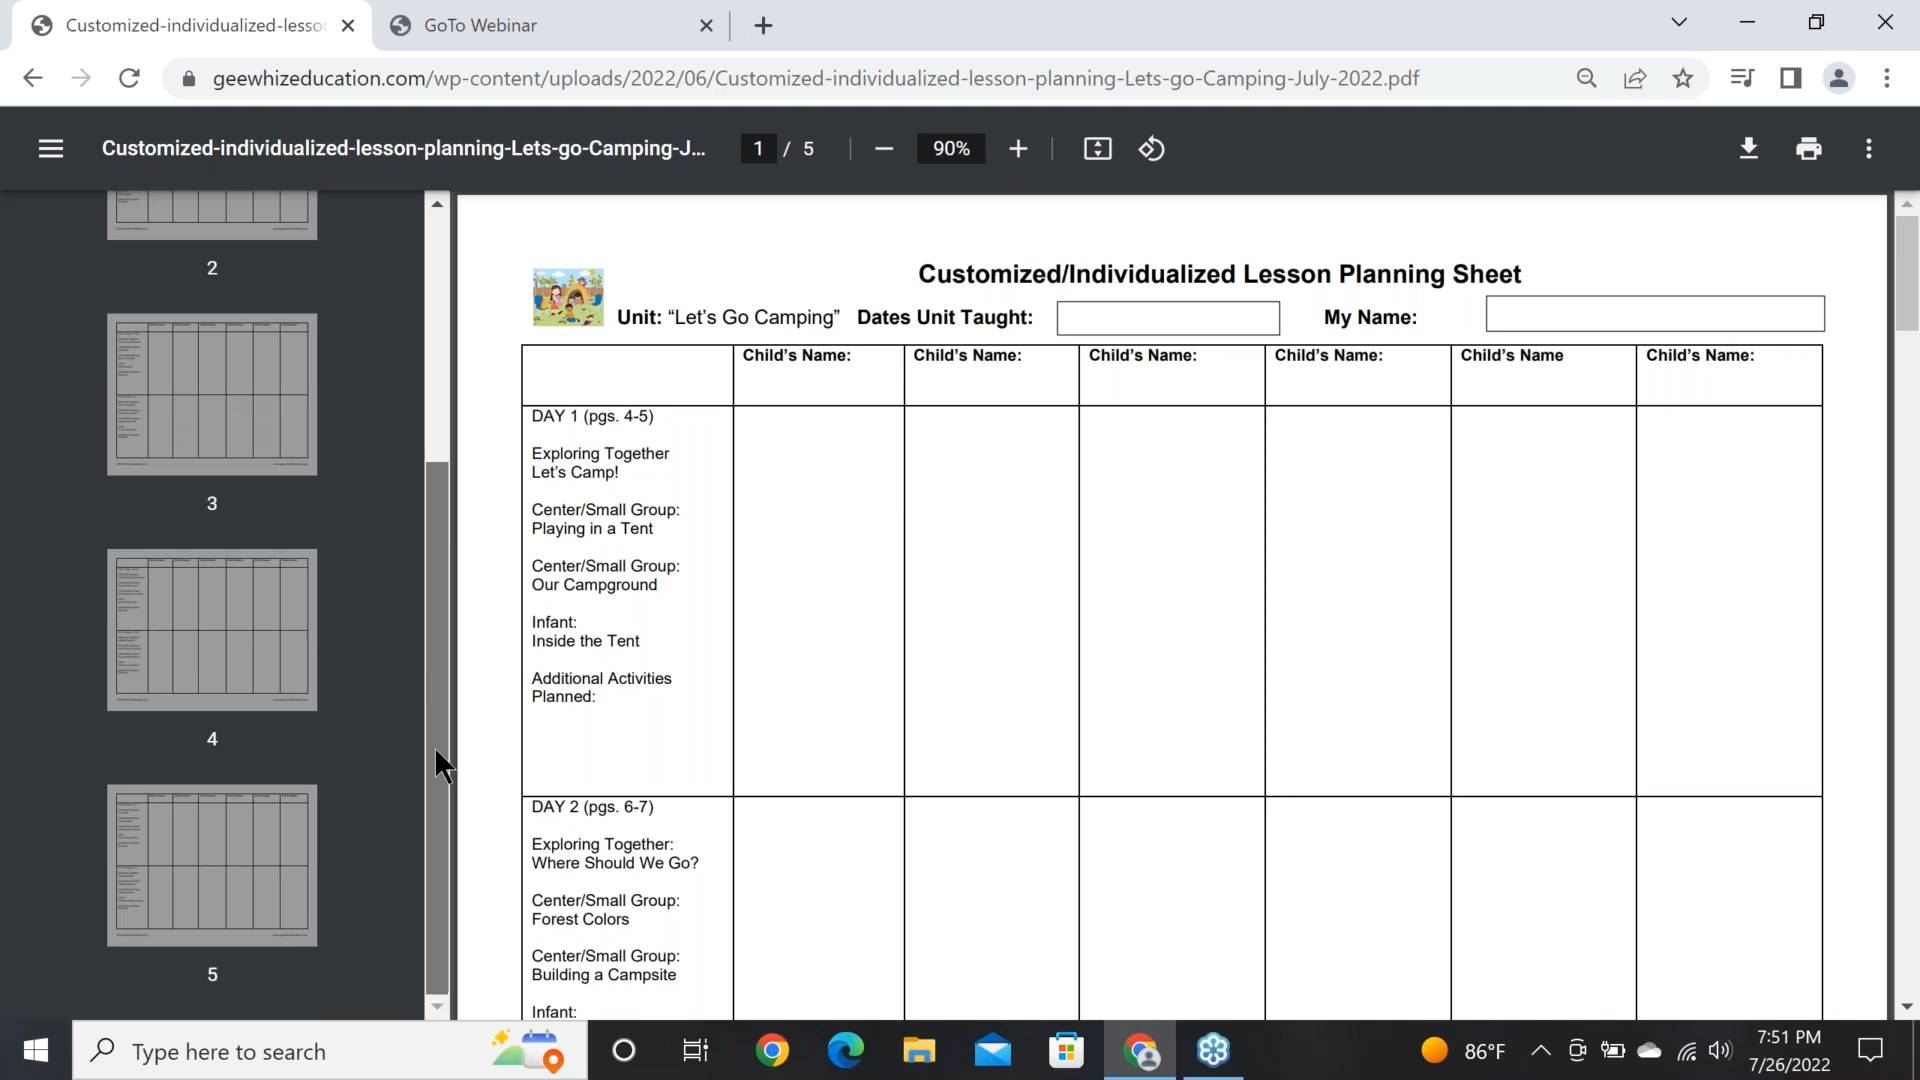 Customized-individualized-lesso
GoTo Webinar
geewhizeducation.com/wp-content/uploads/2022/06/Customized-individualized-lesson-planning-Lets-go-Camping-July-2022.pdf
Customized-individualized-lesson-planning-Lets-go-Camping-J...
1 / 5
90%
2
3
4
5
Customized/Individualized Lesson Planning Sheet
Unit: “Let’s Go Camping” Dates Unit Taught: My Name:
Child’s Name: Child’s Name: Child’s Name: Child’s Name: Child’s Name Child’s Name:
DAY 1 (pgs. 4-5)
Exploring Together
Let’s Camp!
Center/Small Group:
Playing in a Tent
Center/Small Group:
Our Campground
Infant:
Inside the Tent
Additional Activities
Planned:
DAY 2 (pgs. 6-7)
Exploring Together:
Where Should We Go?
Center/Small Group:
Forest Colors
Center/Small Group:
Building a Campsite
Infant:
Type here to search
86°F
7:51 PM
7/26/2022